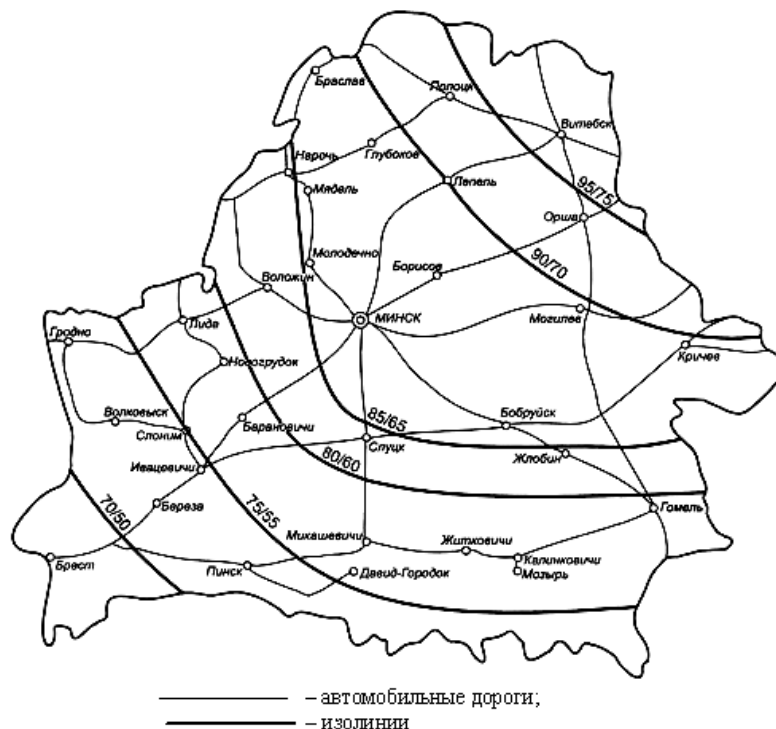 Браслав
Полоцк
Витебск
Глубокое
Нарочь
Мядель
Лепель
95/75
Орша
Молодечно
90/70
Борисов
Воложин
МИНСК
Могилев
Лида
Гродно
Кричев
Новогрудок
Волковыск
Барановичи
85/65
Бобруйск
Слоним
Слуцк
Жлобин
Ивацевичи
80/60
70/50
Береза
75/55
Гомель
Микашевичи
Житковичи
Брест
Калинковичи
Пинск
Давид-Городок
Мозырь
– автомобильные дороги;
– изолинии